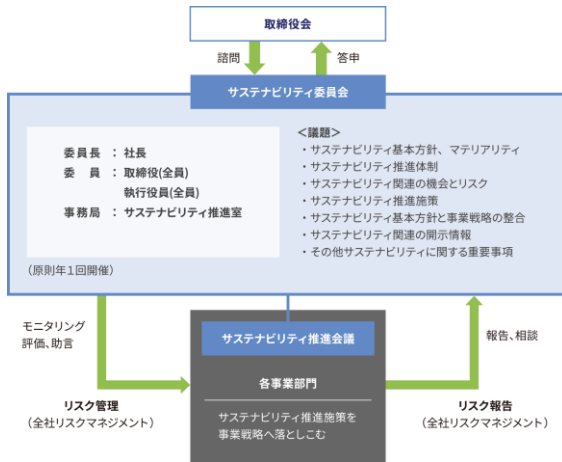 取締役会
諮問
答申
サステナビリティ委員会
委員長 : 社長
委　員 : 取締役(全員)
執行役員(全員)
事務局 : サステナビリティ推進室
（原則年１回開催）
＜議題＞
・サステナビリティ基本方針、マテリアリティ
・サステナビリティ推進体制
・サステナビリティ関連の機会とリスク
・サステナビリティ推進施策
・サステナビリティ基本方針と事業戦略の整合
・サステナビリティ関連の開示情報
・その他サステナビリティに関する重要事項
モニタリング
評価、助言
サステナビリティ推進会議
報告、相談
各事業部門
サステナビリティ推進施策を
事業戦略へ落としこむ
リスク管理
（全社リスクマネジメント）
リスク報告
（全社リスクマネジメント）